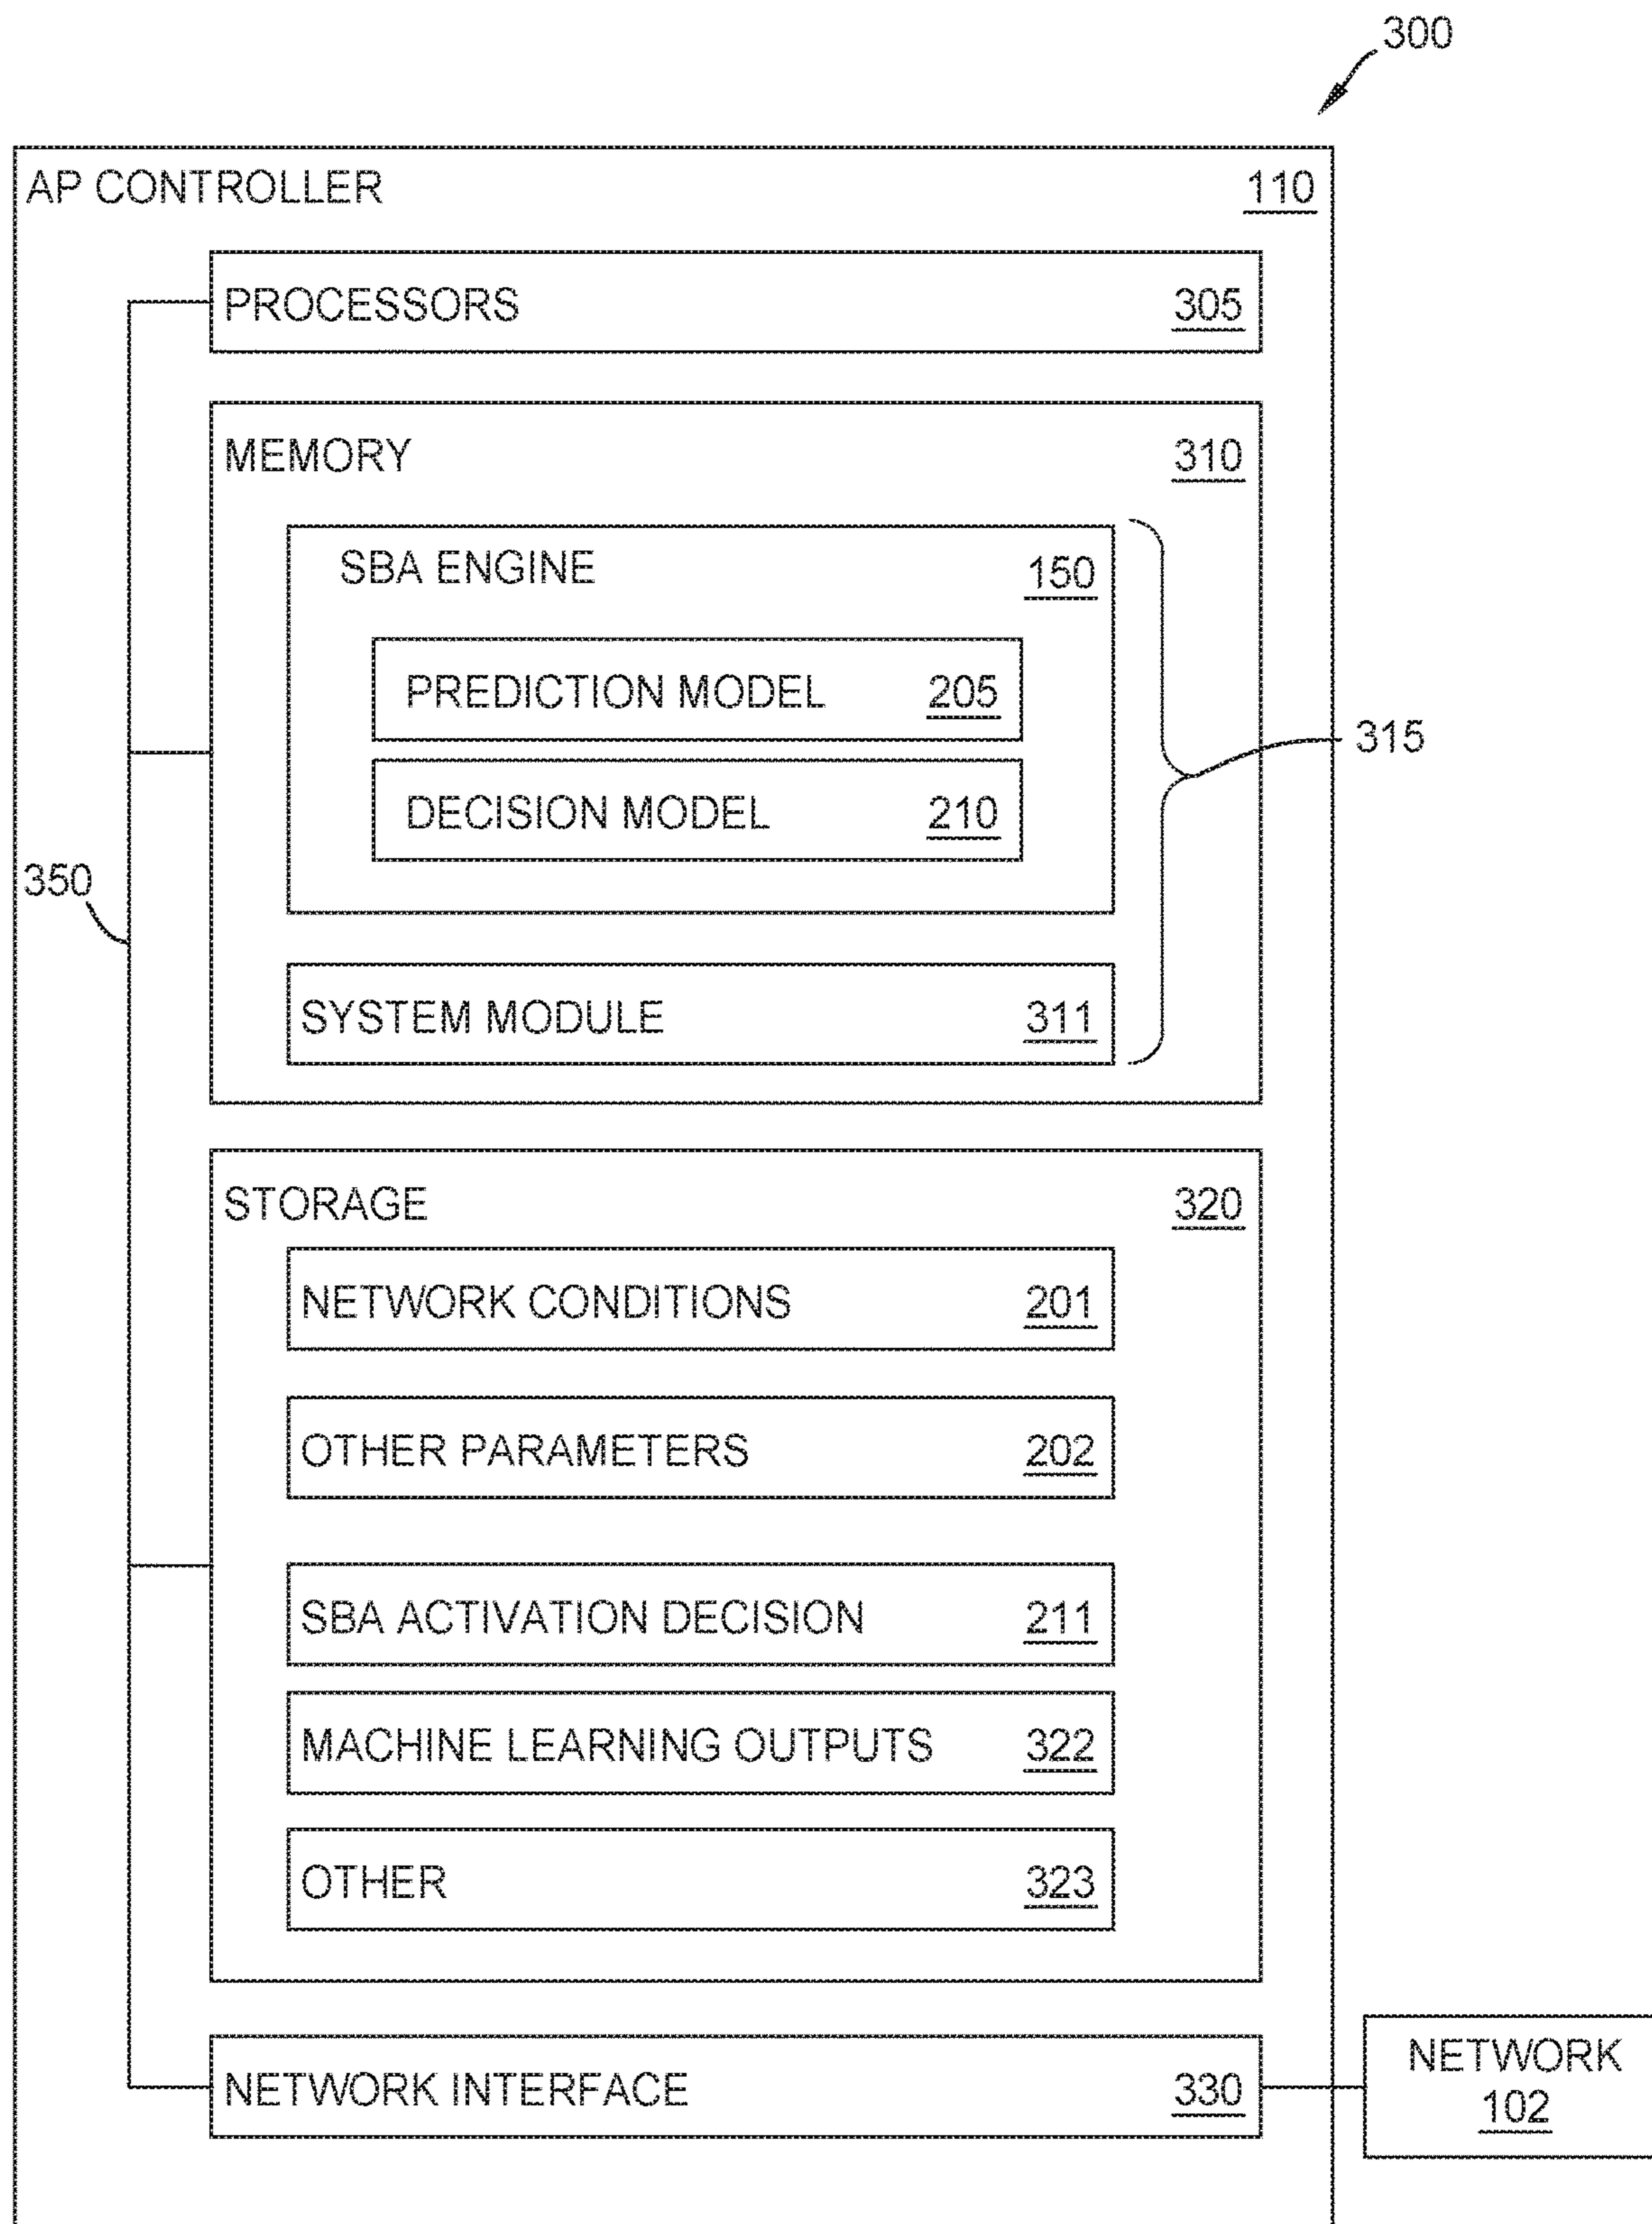 300
AP CONTROLLER 110
PROCESSORS 305
MEMORY 310
SBA ENGINE 150
PREDICTION MODEL 205
315
DECISION MODEL 210
350
SYSTEM MODULE 311
STORAGE 320
NETWORK CONDITIONS 201
OTHER PARAMETERS 202
SBA ACTIVATION DECISION 211
MACHINE LEARNING OUTPUTS 322
OTHER 323
NETWORK INTERFACE 330
NETWORK
102